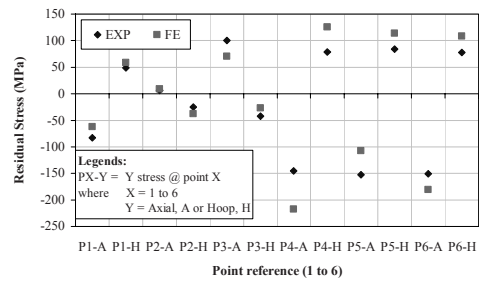 150
100
50
0
-50
-100
-150
-200
-250
Residual Stress (MPa)
EXP FE
Legends:
PX-Y = Y stress @ point X
where X = 1 to 6
Y = Axial, A or Hoop, H
P1-A P1-H P2-A P2-H P3-A P3-H P4-A P4-H P5-A P5-H P6-A P6-H
Point reference (1 to 6)